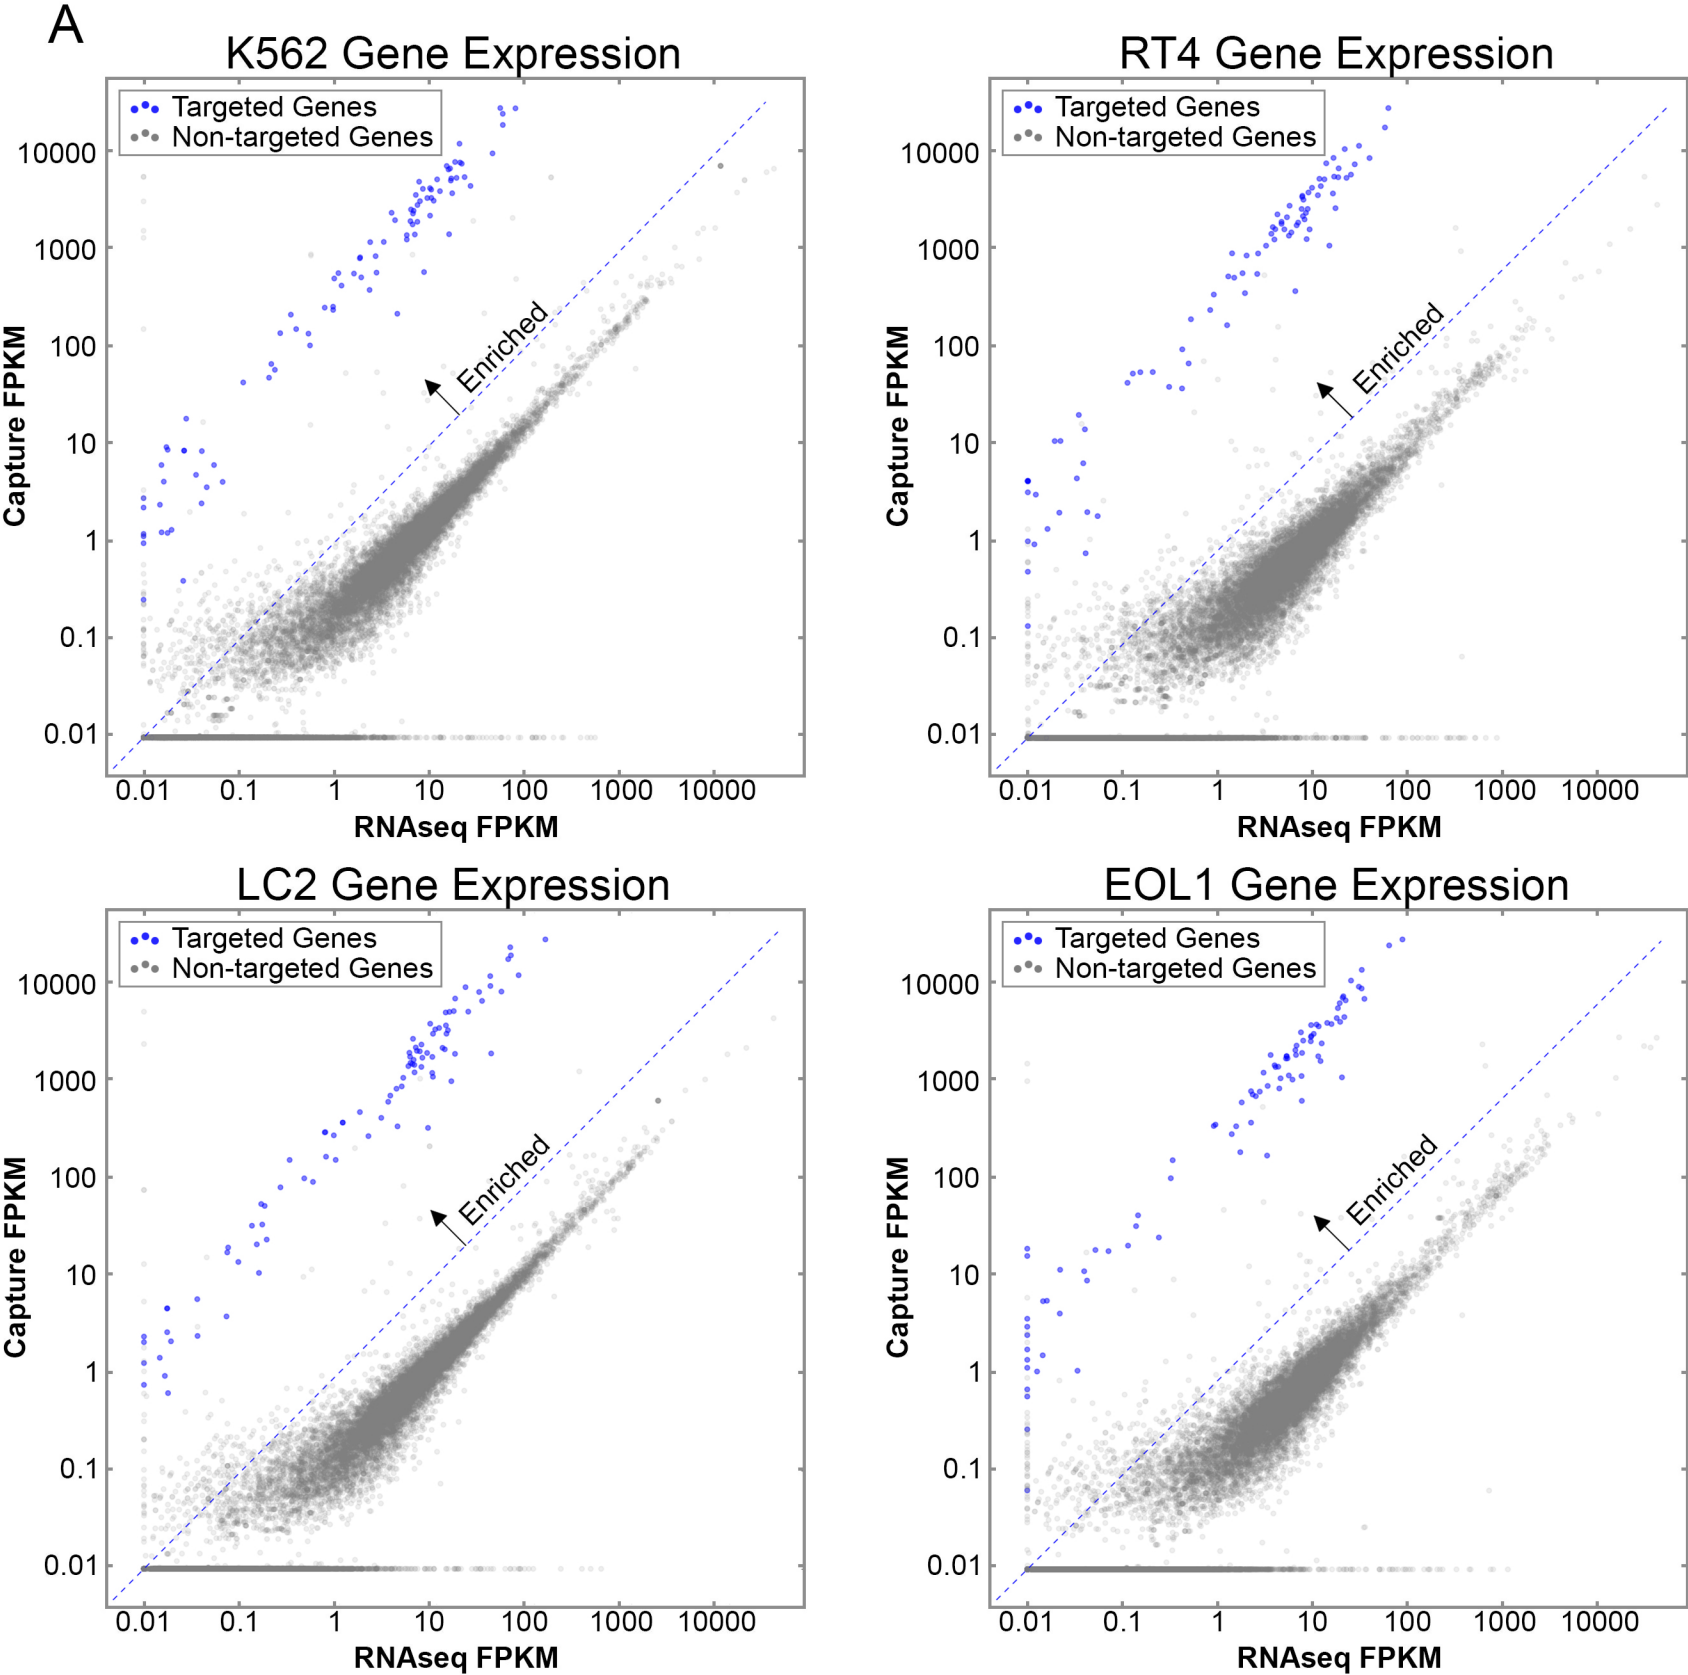 A
K562 Gene Expression
Targeted Genes
Non-targeted Genes
10000
1000
100
10
1
0.1
0.01
Capture FPKM
Enriched
0.01 0.1 1 10 100 1000 10000
RNAseq FPKM
RT4 Gene Expression
Targeted Genes
Non-targeted Genes
10000
1000
100
10
1
0.1
0.01
Capture FPKM
Enriched
0.01 0.1 1 10 100 1000 10000
RNAseq FPKM
LC2 Gene Expression
Targeted Genes
Non-targeted Genes
10000
1000
100
10
1
0.1
0.01
Capture FPKM
Enriched
0.01 0.1 1 10 100 1000 10000
RNAseq FPKM
EOL1 Gene Expression
Targeted Genes
Non-targeted Genes
10000
1000
100
10
1
0.1
0.01
Capture FPKM
Enriched
0.01 0.1 1 10 100 1000 10000
RNAseq FPKM